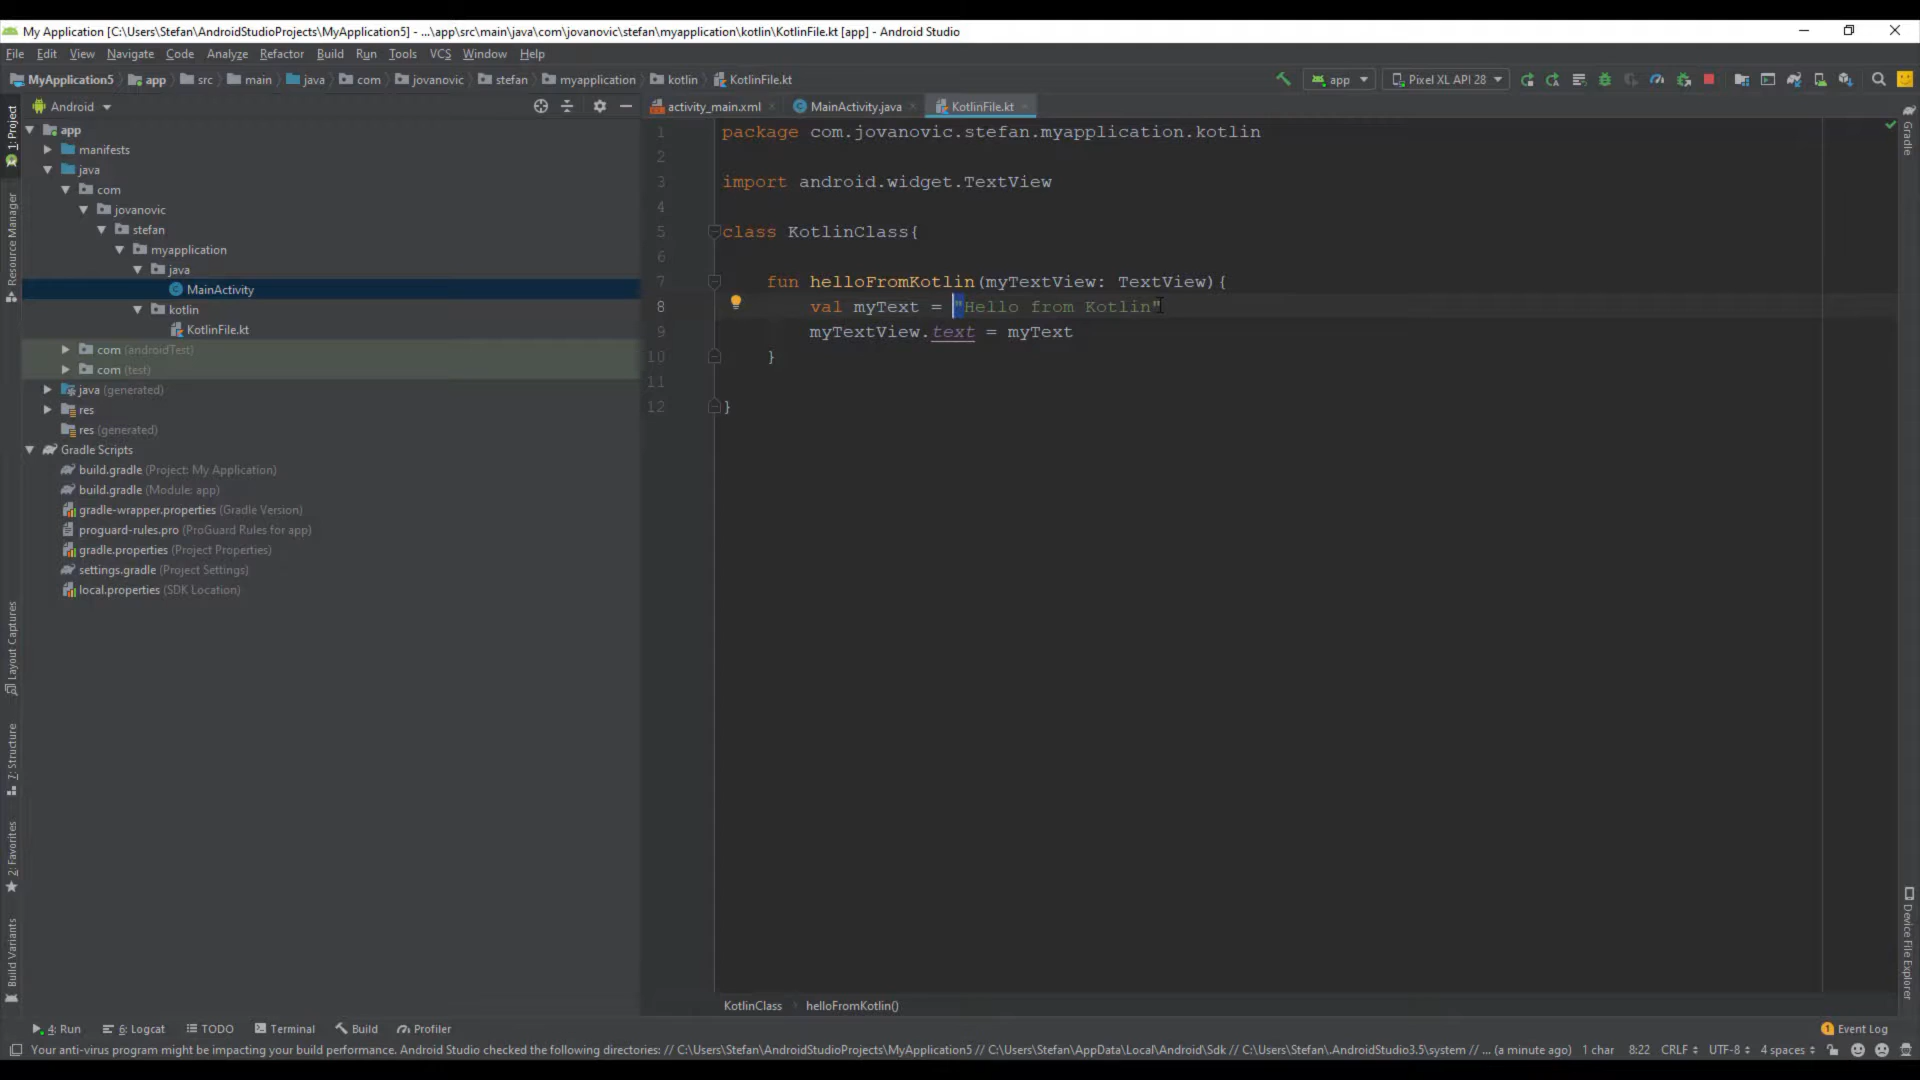 My Application [C:\Users\Stefan\AndroidStudioProjects\MyApplication5] - ...\app\src\main\java\com\jovanovic\stefan\myapplication\kotlin\KotlinFile.kt [app] - Android Studio
File Edit View Navigate Code Analyze Refactor Build Run Tools VCS Window Help
MyApplication5 app src main java com jovanovic stefan myapplication kotlin KotlinFile.kt
app Pixel XL API 28
Android
activity_main.xml MainActivity.java KotlinFile.kt
1: Project
Resource Manager
Layout Captures
7: Structure
2: Favorites
Build Variants
app
manifests
java
com
jovanovic
stefan
myapplication
java
MainActivity
kotlin
KotlinFile.kt
com (androidTest)
com (test)
java (generated)
res
res (generated)
Gradle Scripts
build.gradle (Project: My Application)
build.gradle (Module: app)
gradle-wrapper.properties (Gradle Version)
proguard-rules.pro (ProGuard Rules for app)
gradle.properties (Project Properties)
settings.gradle (Project Settings)
local.properties (SDK Location)
1 package com.jovanovic.stefan.myapplication.kotlin
2
3 import android.widget.TextView
4
5 class KotlinClass{
6
7 fun helloFromKotlin(myTextView: TextView){
8 val myText = "Hello from Kotlin"
9 myTextView.text = myText
10 }
11
12 }
Gradle
Device File Explorer
KotlinClass helloFromKotlin()
4: Run 6: Logcat TODO Terminal Build Profiler 1 Event Log
Your anti-virus program might be impacting your build performance. Android Studio checked the following directories: // C:\Users\Stefan\AndroidStudioProjects\MyApplication5 // C:\Users\Stefan\AppData\Local\Android\Sdk // C:\Users\Stefan\.AndroidStudio3.5\system // ... (a minute ago) 1 char 8:22 CRLF UTF-8 4 spaces